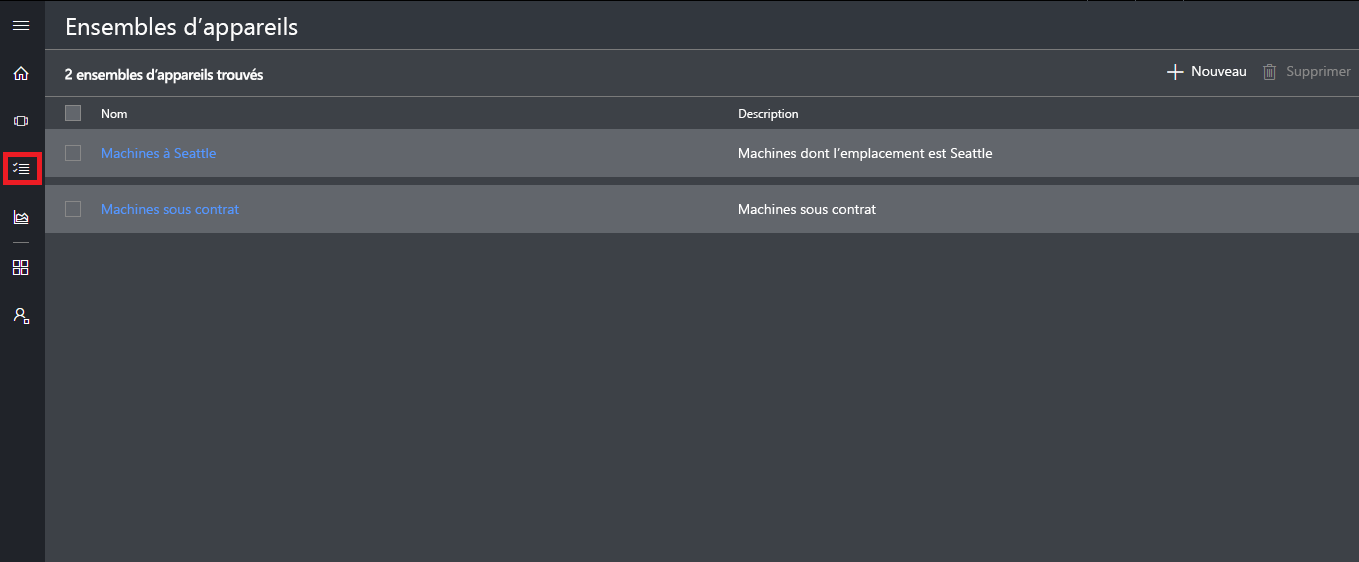 Ensembles d’appareils
2 ensembles d’appareils trouvés
Nouveau Supprimer
Nom Description
Machines à Seattle Machines dont l’emplacement est Seattle
Machines sous contrat Machines sous contrat